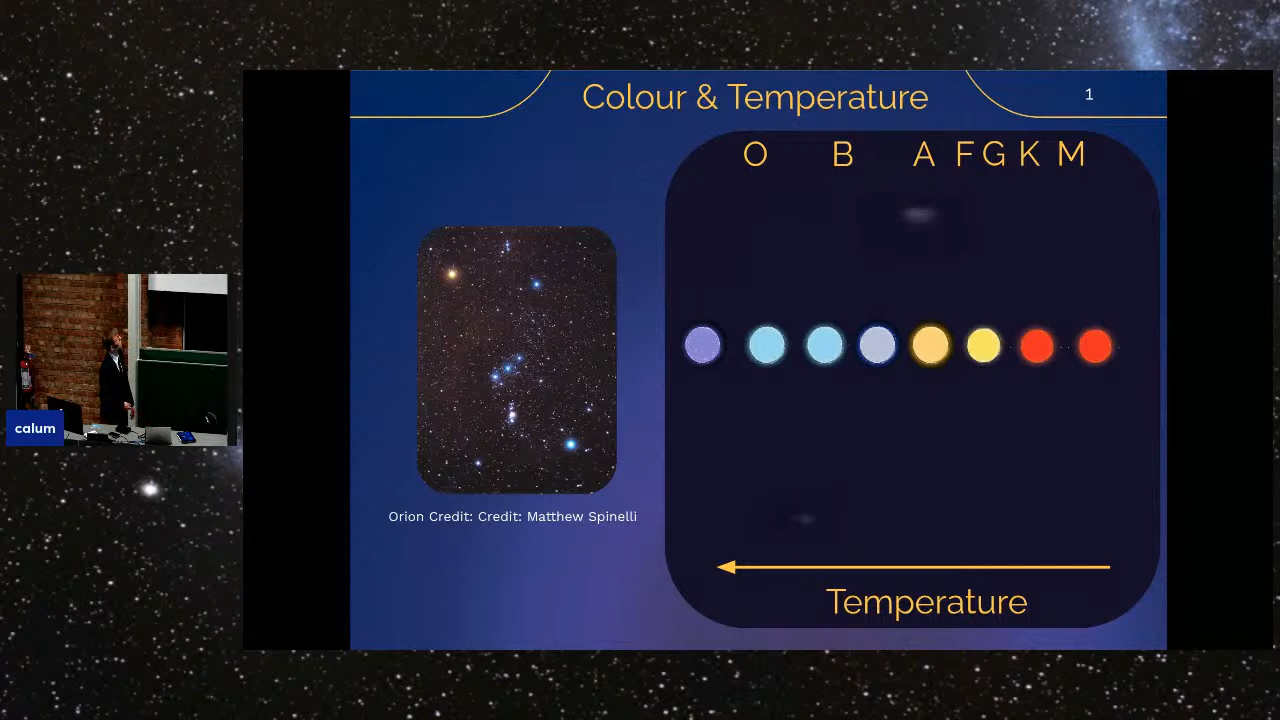 Colour & Temperature
1
O B A F G K M
calum
Orion Credit: Credit: Matthew Spinelli
Temperature